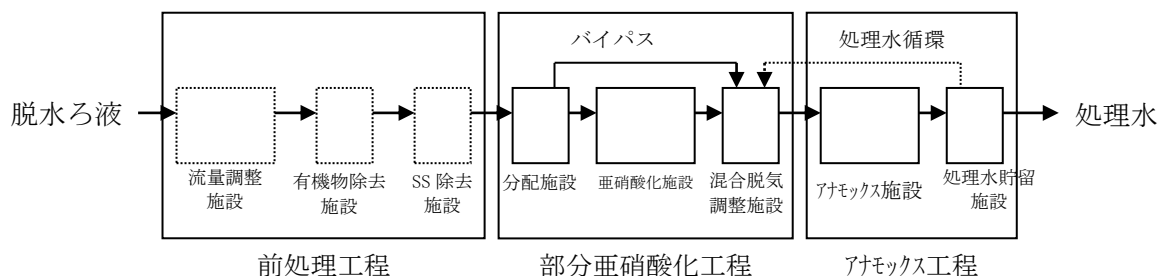 バイパス
処理水循環
脱水ろ液
処理水
流量調整
施設
有機物除去
施設
SS 除去
施設
分配施設
亜硝酸化施設
混合脱気
調整施設
アナモックス施設
処理水貯留
施設
前処理工程
部分亜硝酸化工程
アナモックス工程